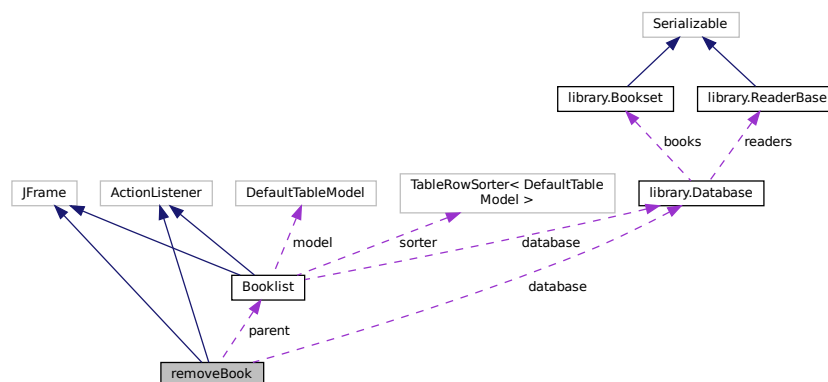 Serializable
library.Bookset
library.ReaderBase
books
readers
JFrame
ActionListener
DefaultTableModel
TableRowSorter< DefaultTable
Model >
library.Database
model
sorter
database
Booklist
database
parent
removeBook